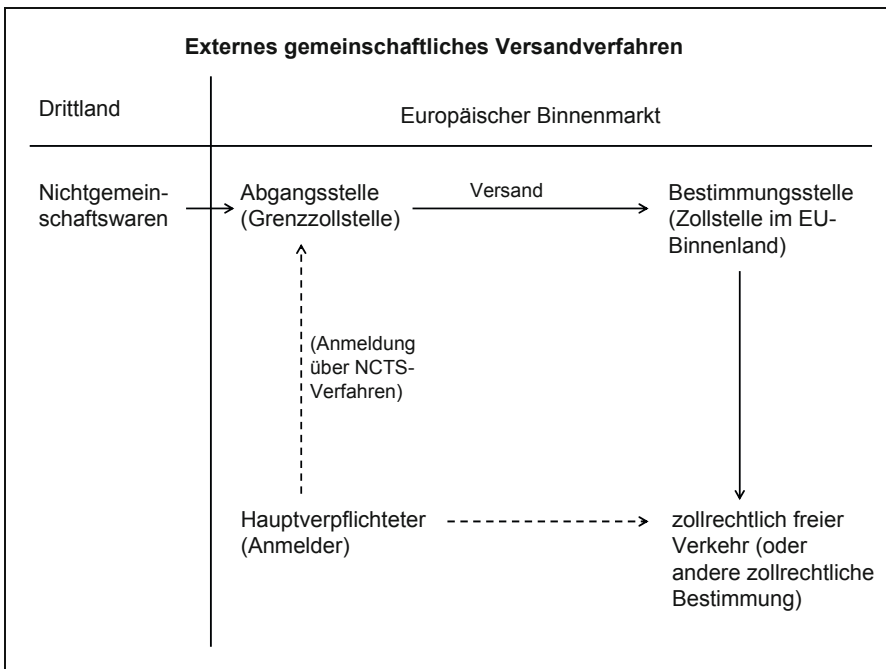 Externes gemeinschaftliches Versandverfahren
Drittland
Europäischer Binnenmarkt
Nichtgemein-
schaftswaren
Abgangsstelle
(Grenzzollstelle)
Versand
Bestimmungsstelle
(Zollstelle im EU-
Binnenland)
(Anmeldung
über NCTS-
Verfahren)
Hauptverpflichteter
(Anmelder)
zollrechtlich freier
Verkehr (oder
andere zollrechtliche
Bestimmung)